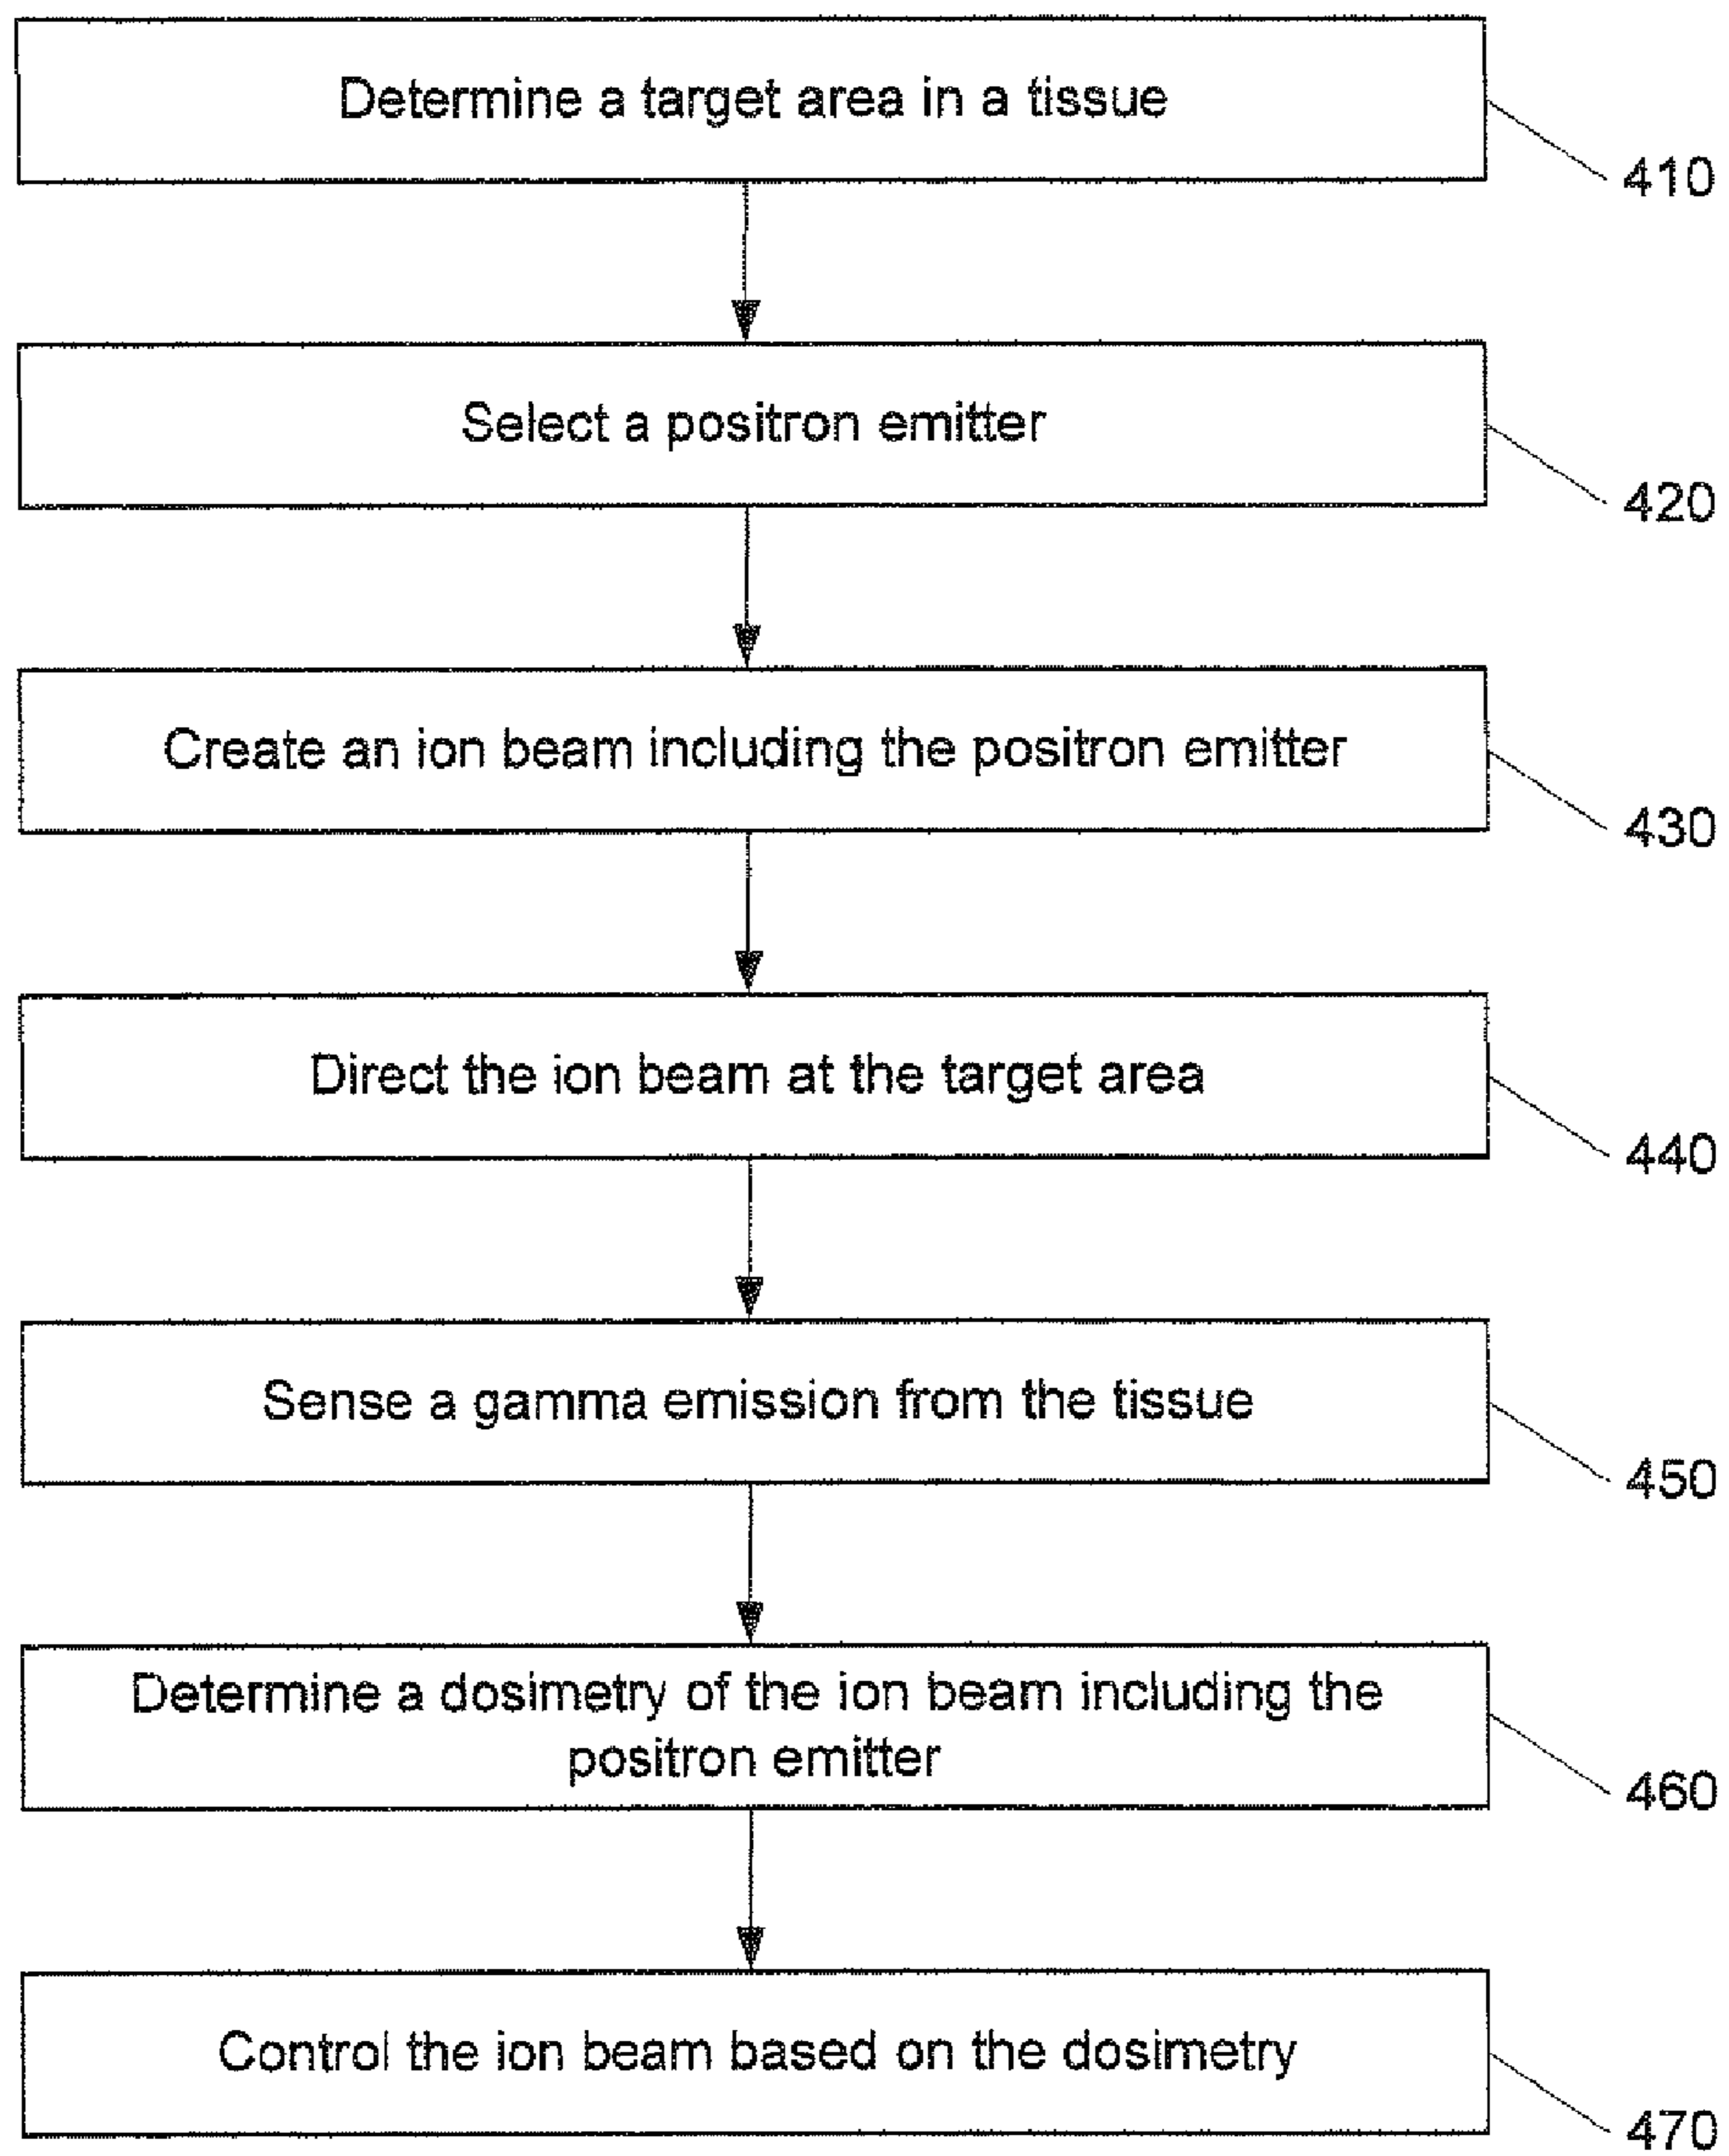 Determine a target area in a tissue
410
Select a positron emitter
420
Create an ion beam including the positron emitter
430
Direct the ion beam at the target area
440
Sense a gamma emission from the tissue
450
Determine a dosimetry of the ion beam including the
positron emitter
460
Control the ion beam based on the dosimetry
470